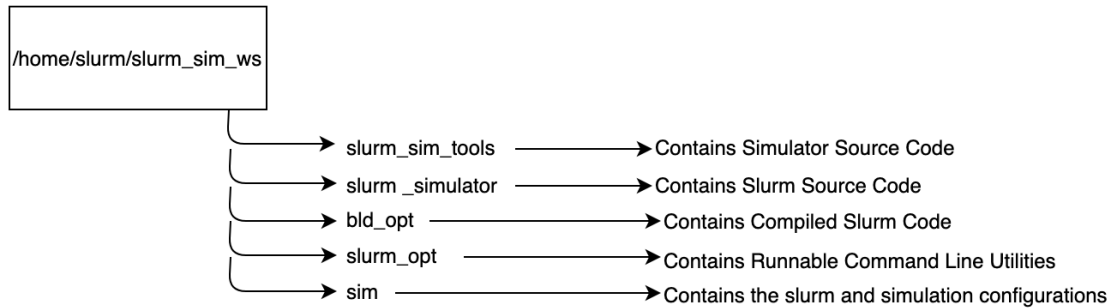 /home/slurm/slurm_sim_ws
slurm_sim_tools Contains Simulator Source Code
slurm _simulator Contains Slurm Source Code
bld_opt Contains Compiled Slurm Code
slurm_opt Contains Runnable Command Line Utilities
sim Contains the slurm and simulation configurations